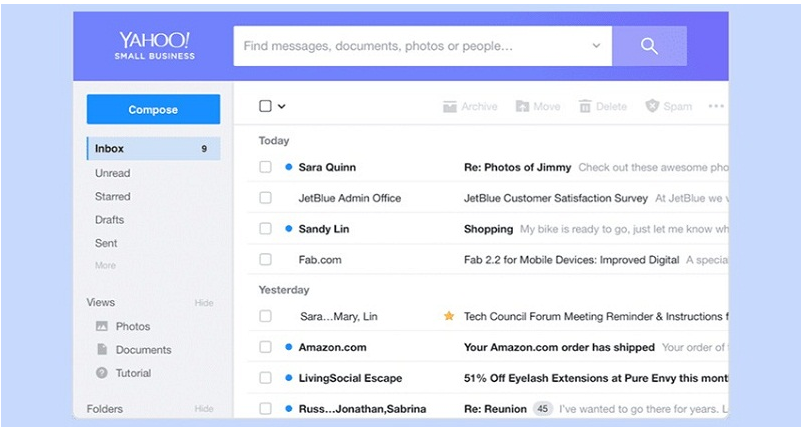 YAHOO!
SMALL BUSINESS
Find messages, documents, photos or people...
Compose
Archive Move Delete Spam
Inbox 9
Unread
Starred
Drafts
Sent
More
Views Hide
Photos
Documents
Tutorial
Folders Hide
Today
Sara Quinn Re: Photos of Jimmy Check out these awesome pho
JetBlue Admin Office JetBlue Customer Satisfaction Survey At JetBlue we v
Sandy Lin Shopping My bike is ready to go, just let me know wh
Fab.com Fab 2.2 for Mobile Devices: Improved Digital A special
Yesterday
Sara...Mary, Lin Tech Council Forum Meeting Reminder & Instructions f
Amazon.com Your Amazon.com order has shipped Your order of
LivingSocial Escape 51% Off Eyelash Extensions at Pure Envy this mont
Russ...Jonathan,Sabrina Re: Reunion 45 I've wanted to go there for years. L